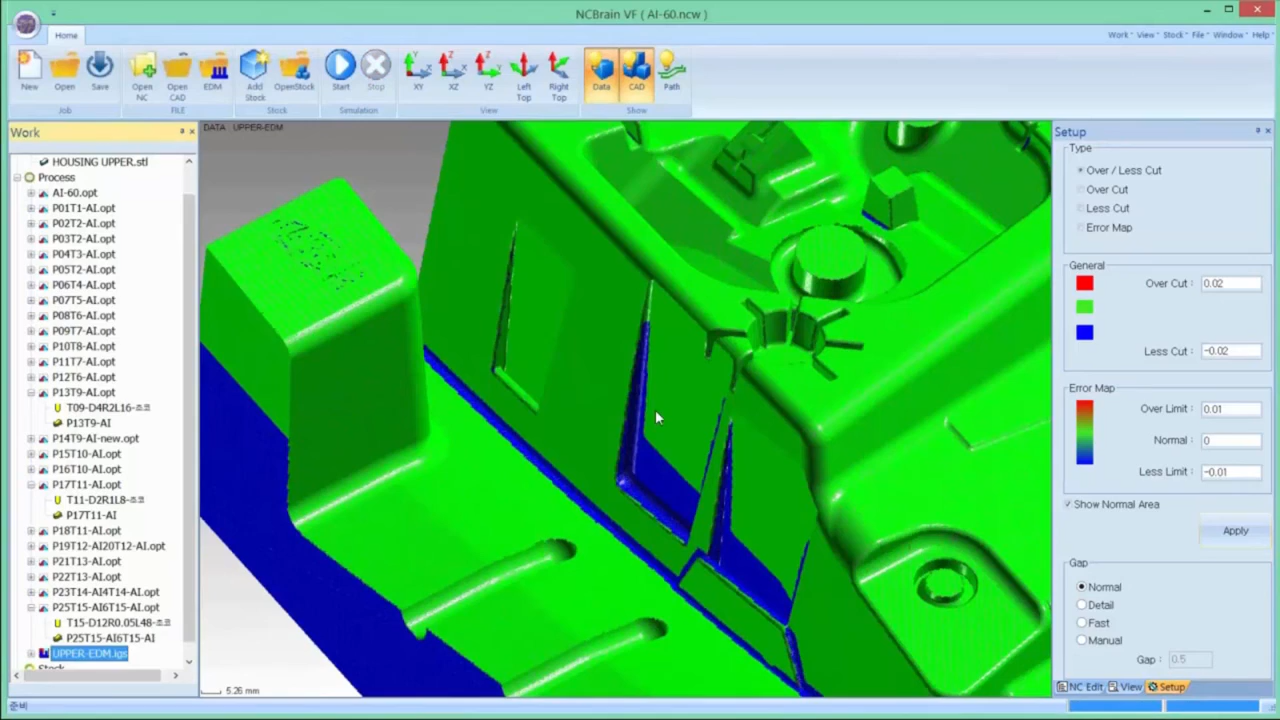 NCBrain VF ( AI-60.ncw )
Home
Work View Stock File Window Help
New
Open
Save
Open NC
Open CAD
EDM
Add Stock
OpenStock
Start
Stop
XY
XZ
YZ
Left Top
Right Top
Data
CAD
Path
Job
FILE
Stock
Simulation
View
Show
Work
HOUSING UPPER.stl
Process
AI-60.opt
P01T1-AI.opt
P02T2-AI.opt
P03T2-AI.opt
P04T3-AI.opt
P05T2-AI.opt
P06T4-AI.opt
P07T5-AI.opt
P08T6-AI.opt
P09T7-AI.opt
P10T8-AI.opt
P11T7-AI.opt
P12T6-AI.opt
P13T9-AI.opt
T09-D4R2L16-쵸코
P13T9-AI
P14T9-AI-new.opt
P15T10-AI.opt
P16T10-AI.opt
P17T11-AI.opt
T11-D2R1L8-쵸코
P17T11-AI
P18T11-AI.opt
P19T12-AI20T12-AI.opt
P21T13-AI.opt
P22T13-AI.opt
P23T14-AI4T14-AI.opt
P25T15-AI6T15-AI.opt
T15-D12R0.05L48-쵸코
P25T15-AI6T15-AI
UPPER-EDM.igs
Stock
준비
DATA UPPER-EDM
5.26 mm
Setup
Type
Over / Less Cut
Over Cut
Less Cut
Error Map
General
Over Cut : 0.02
Less Cut : -0.02
Error Map
Over Limit : 0.01
Normal : 0
Less Limit : -0.01
Show Normal Area
Apply
Gap
Normal
Detail
Fast
Manual
Gap : 0.5
NC Edit View Setup